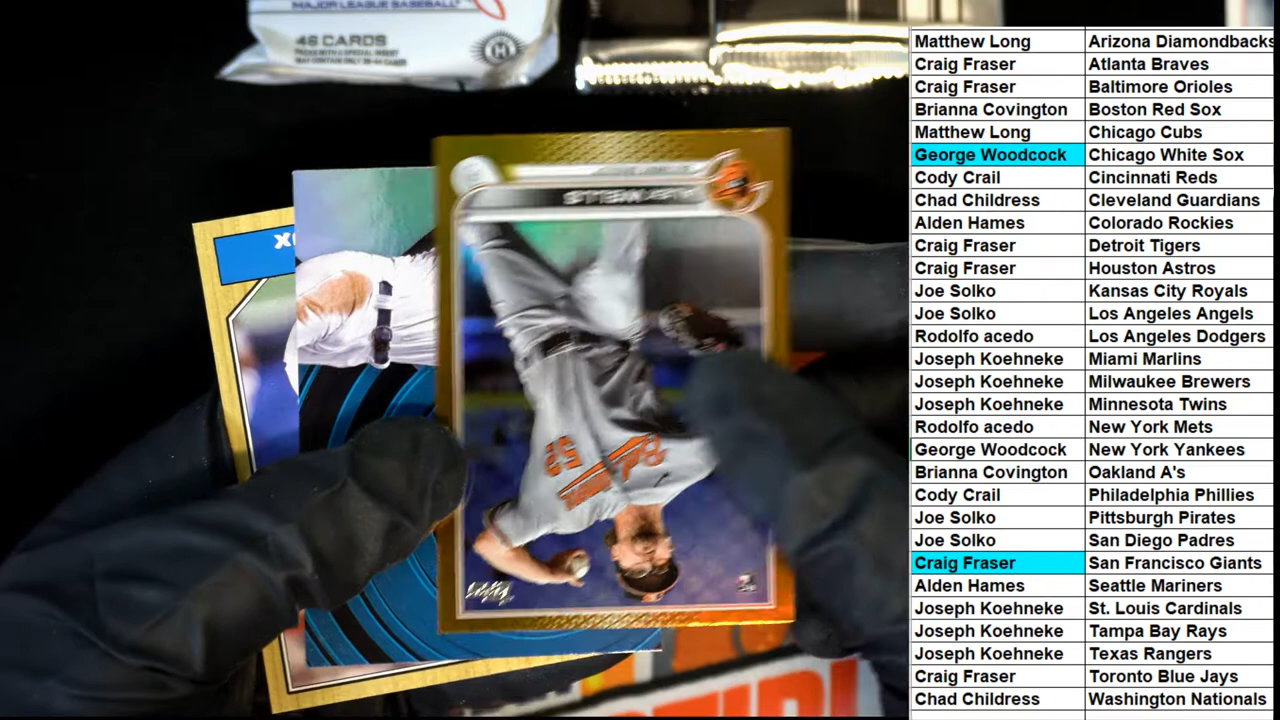 MAJOR LEAGUE BASEBALL
46 CARDS
Matthew Long Arizona Diamondbacks
Craig Fraser Atlanta Braves
Craig Fraser Baltimore Orioles
Brianna Covington Boston Red Sox
Matthew Long Chicago Cubs
George Woodcock Chicago White Sox
Cody Crail Cincinnati Reds
Chad Childress Cleveland Guardians
Alden Hames Colorado Rockies
Craig Fraser Detroit Tigers
Craig Fraser Houston Astros
Joe Solko Kansas City Royals
Joe Solko Los Angeles Angels
Rodolfo acedo Los Angeles Dodgers
Joseph Koehneke Miami Marlins
Joseph Koehneke Milwaukee Brewers
Joseph Koehneke Minnesota Twins
Rodolfo acedo New York Mets
George Woodcock New York Yankees
Brianna Covington Oakland A's
Cody Crail Philadelphia Phillies
Joe Solko Pittsburgh Pirates
Joe Solko San Diego Padres
Craig Fraser San Francisco Giants
Alden Hames Seattle Mariners
Joseph Koehneke St. Louis Cardinals
Joseph Koehneke Tampa Bay Rays
Joseph Koehneke Texas Rangers
Craig Fraser Toronto Blue Jays
Chad Childress Washington Nationals
Topps